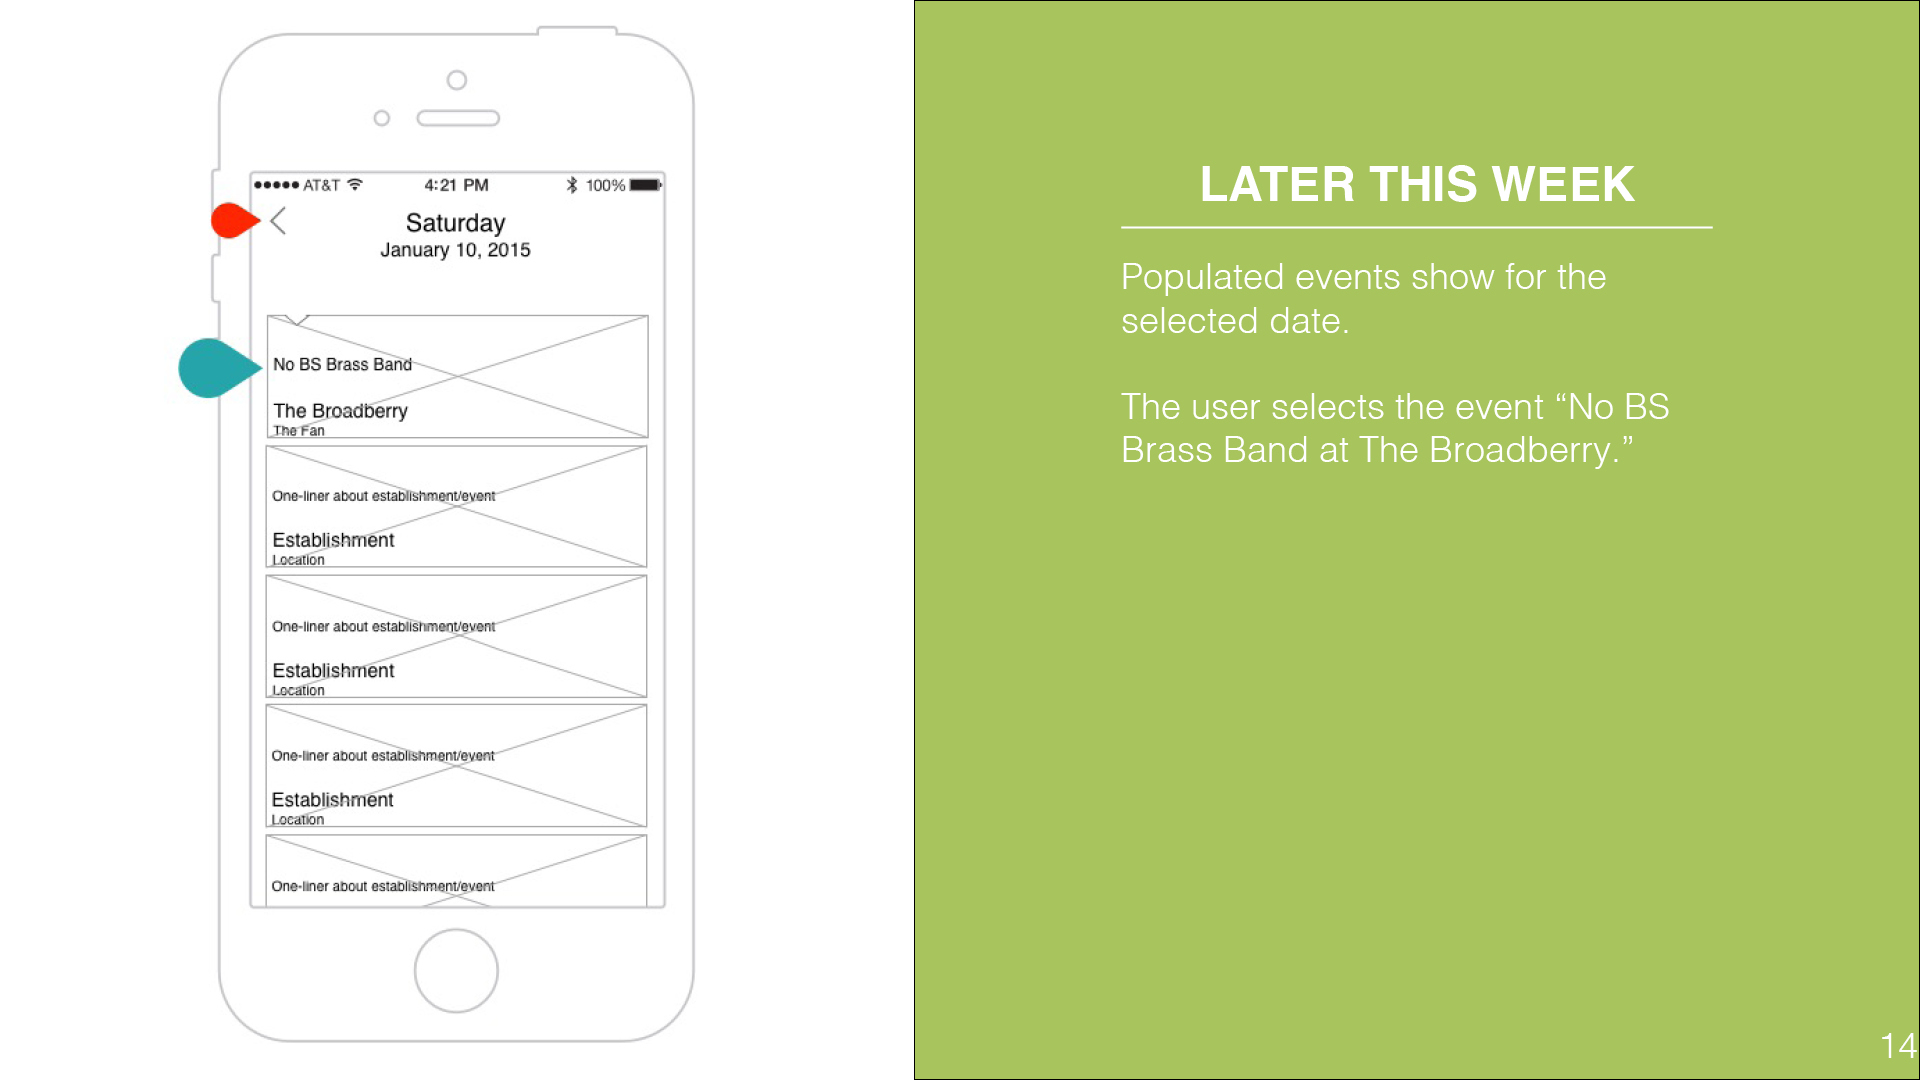 AT&T 4:21 PM 100%
Saturday
January 10, 2015
No BS Brass Band
The Broadberry
The Fan
One-liner about establishment/event
Establishment
Location
One-liner about establishment/event
Establishment
Location
One-liner about establishment/event
Establishment
Location
One-liner about establishment/event
LATER THIS WEEK
Populated events show for the
selected date.
The user selects the event “No BS
Brass Band at The Broadberry.”
14